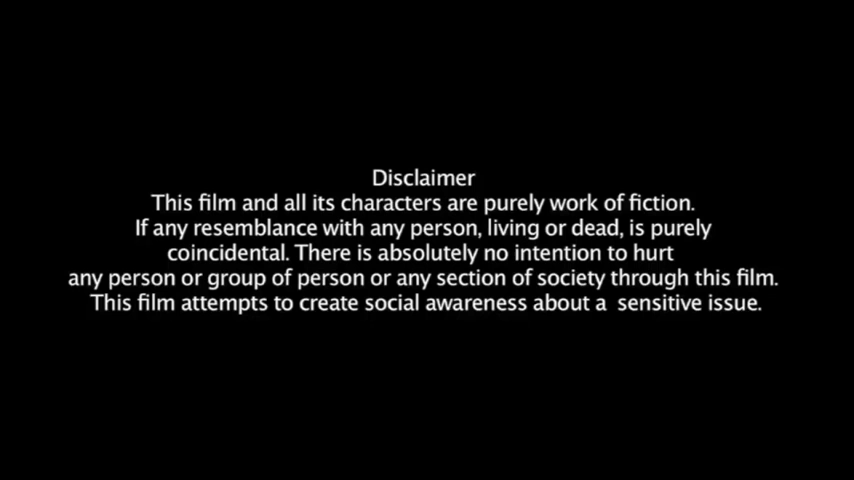 Disclaimer
This film and all its characters are purely work of fiction.
If any resemblance with any person, living or dead, is purely
coincidental. There is absolutely no intention to hurt
any person or group of person or any section of society through this film.
This film attempts to create social awareness about a  sensitive issue.